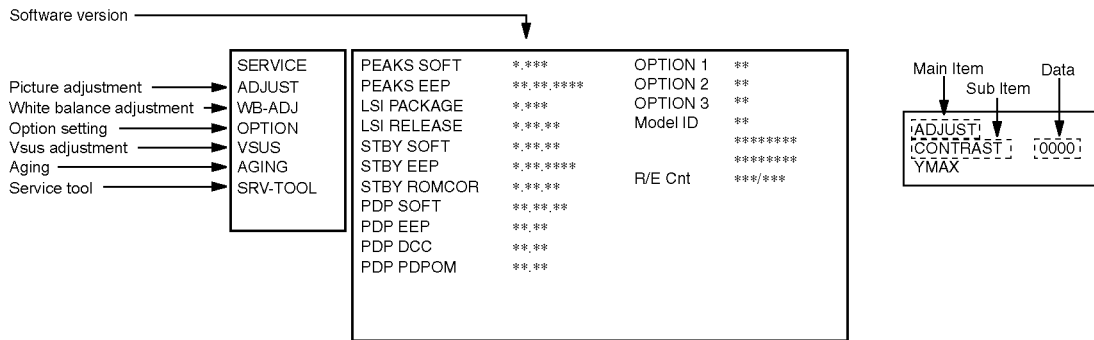 Software version
Picture adjustment
White balance adjustment
Option setting
Vsus adjustment
Aging
Service tool
SERVICE
ADJUST
WB-ADJ
OPTION
VSUS
AGING
SRV-TOOL
PEAKS SOFT *.***
PEAKS EEP **.**.****
LSI PACKAGE *.***
LSI RELEASE *.**.**
STBY SOFT *.**.**
STBY EEP *.**.****
STBY ROMCOR *.**.**
PDP SOFT **.**.**
PDP EEP **.**
PDP DCC **.**
PDP PDPOM **.**
OPTION 1 **
OPTION 2 **
OPTION 3 **
Model ID **
********
********
R/E Cnt ***/***
Main Item
Sub Item
Data
ADJUST
CONTRAST 0000
YMAX